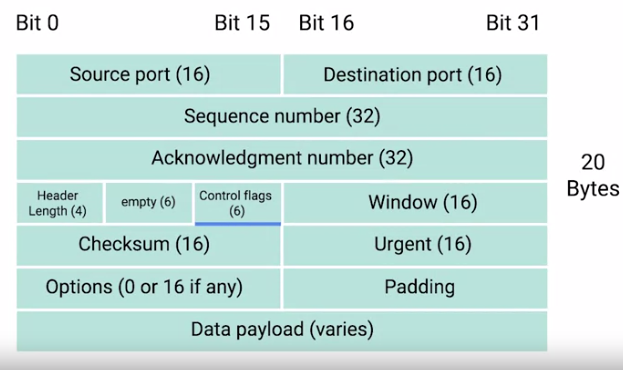 Bit 0 Bit 15 Bit 16 Bit 31
Source port (16) Destination port (16)
Sequence number (32)
Acknowledgment number (32)
Header
Length (4)
empty (6)
Control flags
(6)
Window (16)
Checksum (16) Urgent (16)
Options (0 or 16 if any) Padding
Data payload (varies)
20
Bytes